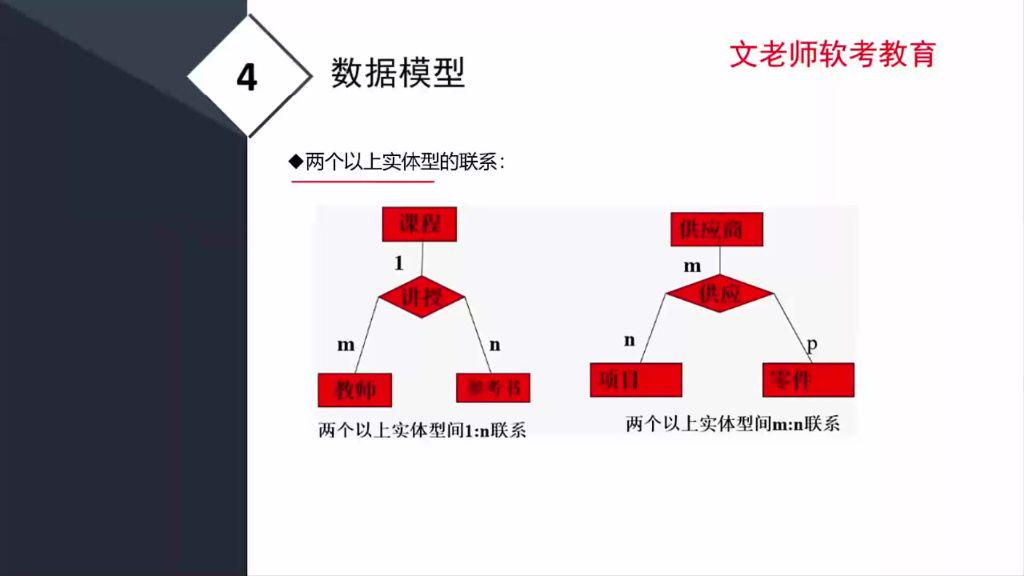 文老师软考教育
4
数据模型
◆两个以上实体型的联系：
课程
1
讲授
m
n
教师
参考书
两个以上实体型间1:n联系
供应商
m
供应
n
p
项目
零件
两个以上实体型间m:n联系